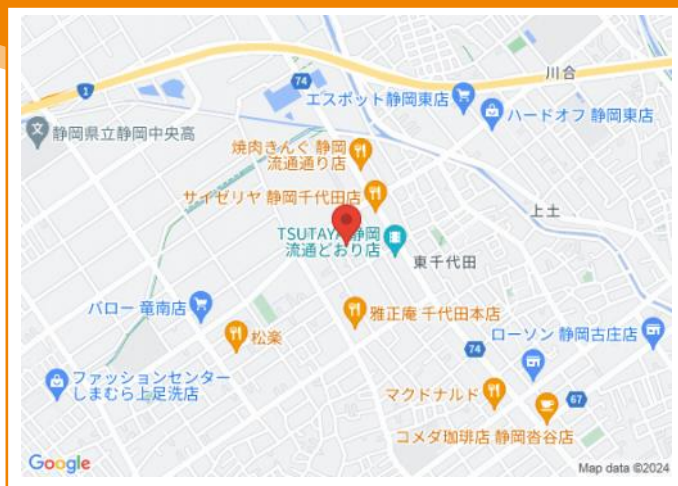 川合
74
エスポット静岡東店
1
ハードオフ 静岡東店
静岡県立静岡中央高
焼肉きんぐ 静岡
流通通り店
サイゼリヤ 静岡千代田店
上土
TSUTAYA 静岡
流通どおり店
東千代田
バロー 竜南店
雅正庵 千代田本店
松楽
ローソン 静岡古庄店
74
ファッションセンター
しまむら上足洗店
マクドナルド
67
コメダ珈琲店 静岡沓谷店
Google
Map data ©2024